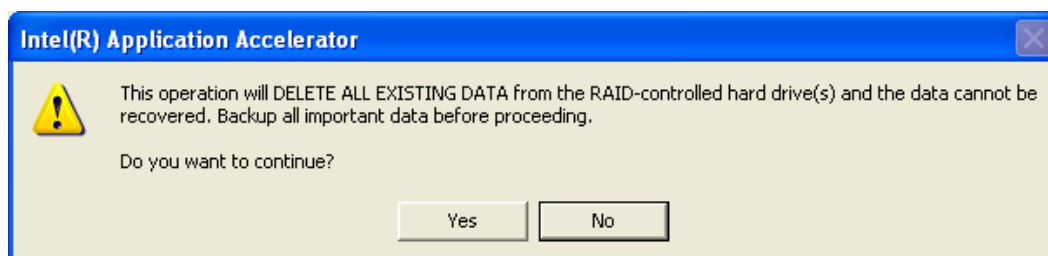 Intel(R) Application Accelerator
This operation will DELETE ALL EXISTING DATA from the RAID-controlled hard drive(s) and the data cannot be
recovered. Backup all important data before proceeding.
Do you want to continue?
Yes
No